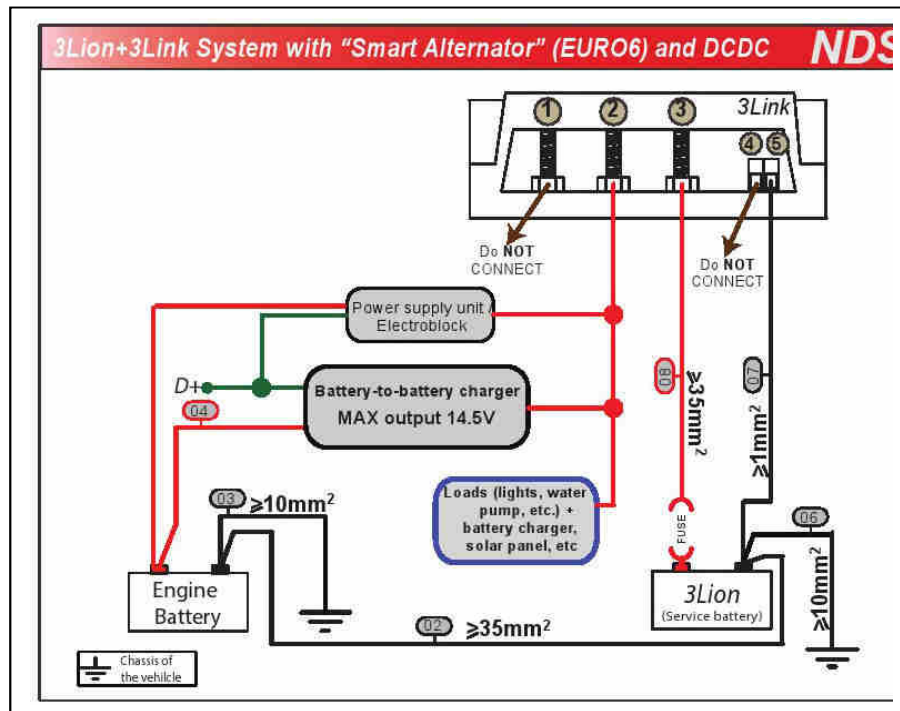 3Lion+3Link System with “Smart Alternator” (EURO6) and DCDC
NDS
1
2
3
3Link
4
5
Do NOT
CONNECT
Do NOT
CONNECT
Power supply unit /
Electroblock
D+
04
Battery-to-battery charger
MAX output 14.5V
08
≥35mm²
07
≥1mm²
03
≥10mm²
Loads (lights, water
pump, etc.) +
battery charger,
solar panel, etc
FUSE
06
≥10mm²
Engine
Battery
3Lion
(Service battery)
02
≥35mm²
Chassis of
the vehilcle